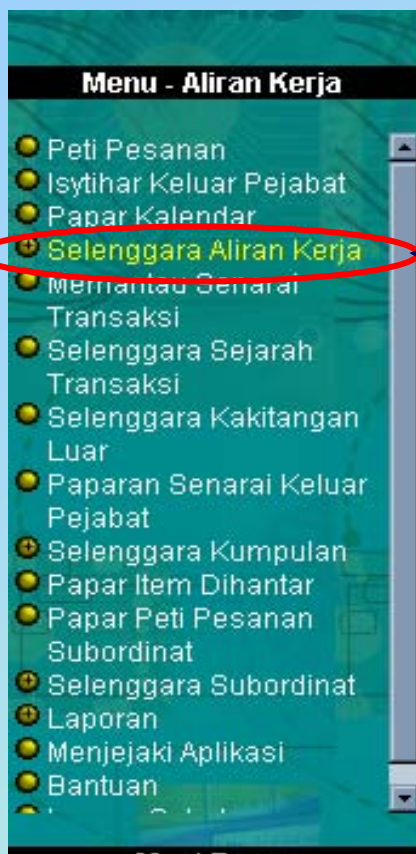 Menu - Aliran Kerja
Peti Pesanan
Isytihar Keluar Pejabat
Papar Kalendar
Selenggara Aliran Kerja
Memantau Senarai
Transaksi
Selenggara Sejarah
Transaksi
Selenggara Kakitangan
Luar
Paparan Senarai Keluar
Pejabat
Selenggara Kumpulan
Papar Item Dihantar
Papar Peti Pesanan
Subordinat
Selenggara Subordinat
Laporan
Menjejaki Aplikasi
Bantuan